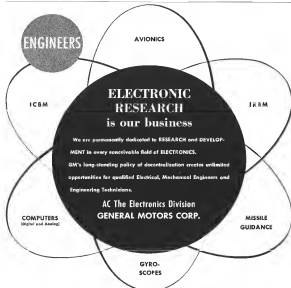 ENGINEERS
AVIONICS
ICBM
IRBM
ELECTRONIC
RESEARCH
is our business
We are permanently dedicated to RESEARCH and DEVELOP-
MENT in every conceivable field of ELECTRONICS.
GM's long-standing policy of decentralization creates unlimited
opportunities for qualified Electrical, Mechanical Engineers and
Engineering Technicians.
AC The Electronics Division
GENERAL MOTORS CORP.
COMPUTERS
(Digital and Analog)
MISSILE
GUIDANCE
GYRO-
SCOPES